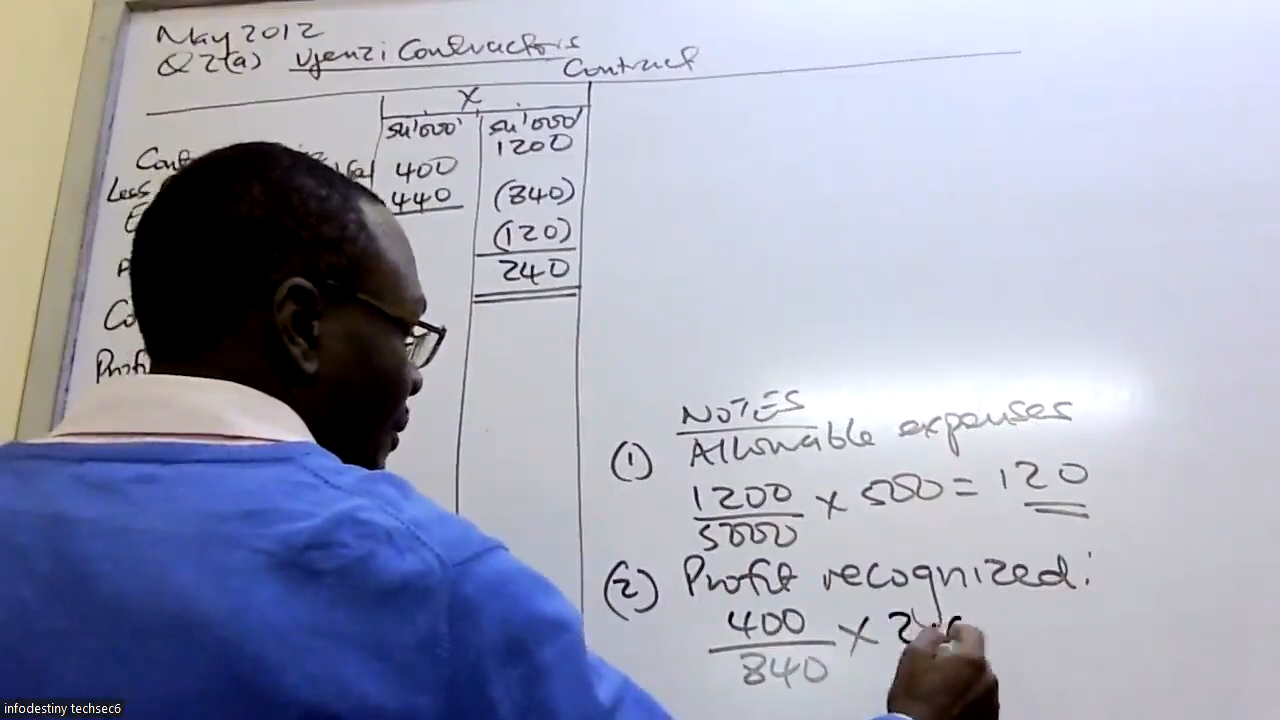 May 2012
Q2(a) Ujenzi Contractors
Contract
X
Sh'000' Sh'000'
1200
400
Less
440 (840)
(120)
240
NOTES
(1) Allowable expenses
1200/5000 x 500 = 120
(2) Profit recognized:
400/840 x
infodestiny techsec6